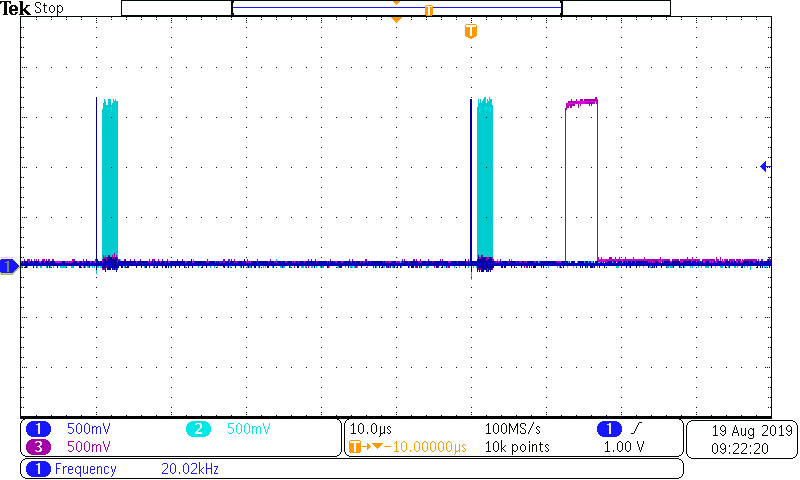 Tek Stop
T
T
1
1 500mV 2 500mV 10.0µs 100MS/s 1 19 Aug 2019
3 500mV T→▼−10.00000µs 10k points 1.00 V 09:22:20
1 Frequency 20.02kHz